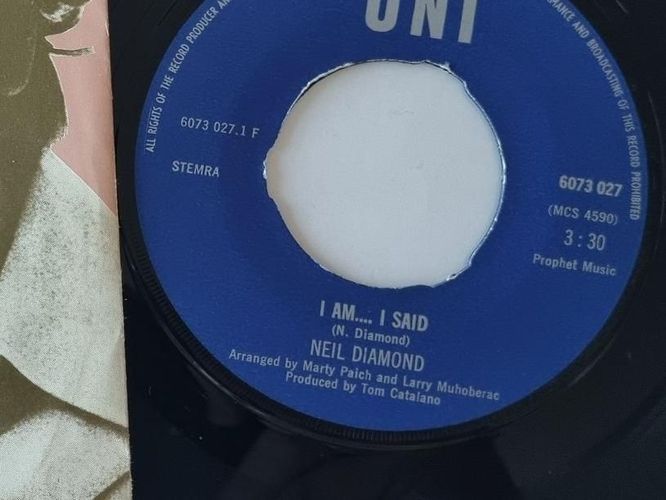 UNI
ALL RIGHTS OF THE RECORD PRODUCER AN
MANCE AND BROADCASTING OF THIS RECORD PROHIBITED
6073 027.1 F
STEMRA
6073 027
(MCS 4590)
3:30
Prophet Music
I AM.... I SAID
(N. Diamond)
NEIL DIAMOND
Arranged by Marty Paich and Larry Muhoberac
Produced by Tom Catalano